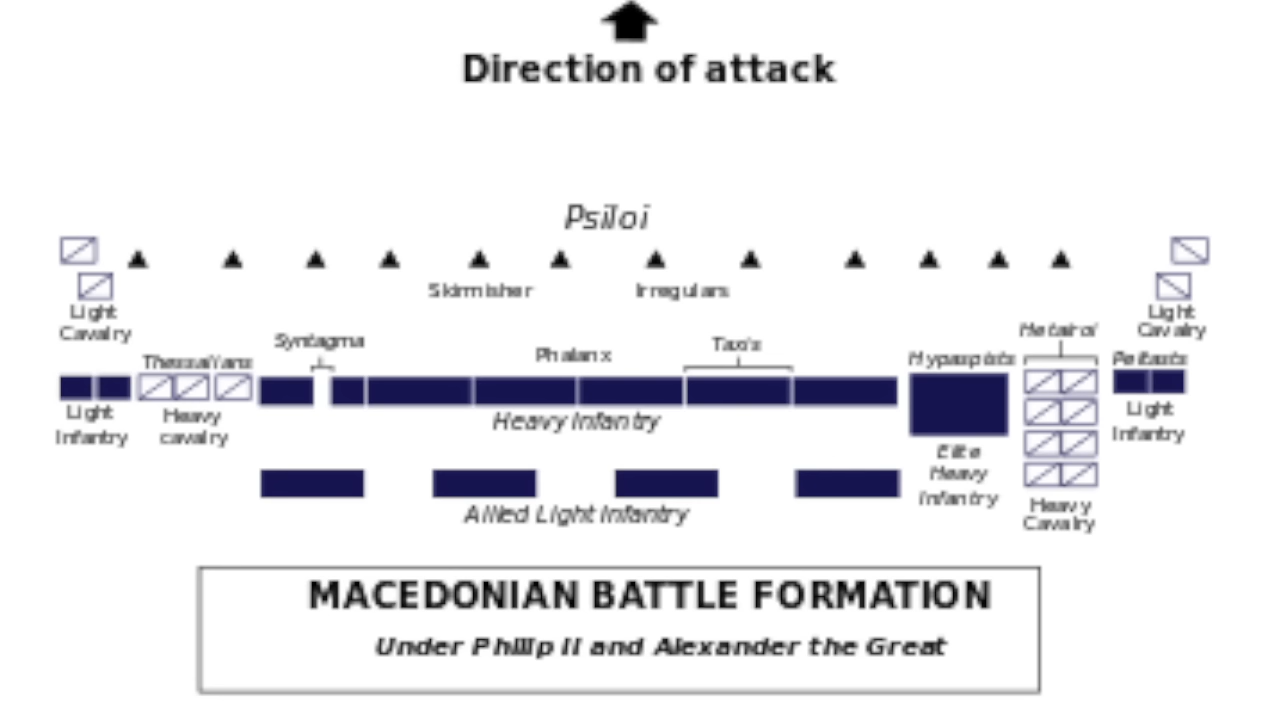 Direction of attack
Psiloi
Skirmisher
Irregulars
Light
Cavalry
Light
Cavalry
Syntagma
Taxis
Hetairoi
Thessalians
Phalanx
Hypaspists
Peltasts
Light
Infantry
Heavy
cavalry
Heavy Infantry
Light
Infantry
Elite
Heavy
Infantry
Heavy
Cavalry
Allied Light Infantry
MACEDONIAN BATTLE FORMATION
Under Philip II and Alexander the Great